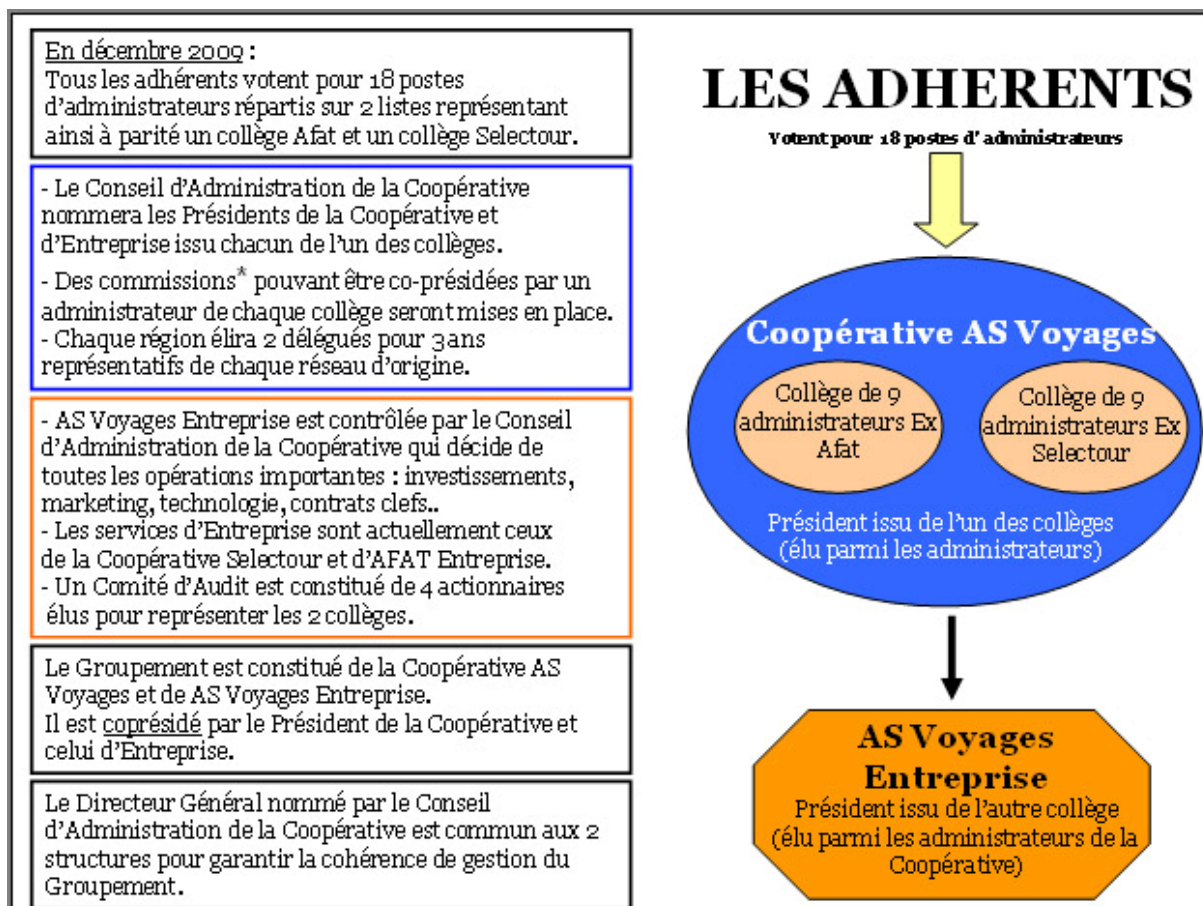 En décembre 2009 :
Tous les adhérents votent pour 18 postes
d'administrateurs répartis sur 2 listes représentant
ainsi à parité un collège Afat et un collège Selectour.
- Le Conseil d'Administration de la Coopérative
nommera les Présidents de la Coopérative et
d'Entreprise issu chacun de l'un des collèges.
- Des commissions* pouvant être co-présidées par un
administrateur de chaque collège seront mises en place.
- Chaque région élira 2 délégués pour 3 ans
représentatifs de chaque réseau d'origine.
- AS Voyages Entreprise est contrôlée par le Conseil
d'Administration de la Coopérative qui décide de
toutes les opérations importantes : investissements,
marketing, technologie, contrats clefs..
- Les services d'Entreprise sont actuellement ceux
de la Coopérative Selectour et d'AFAT Entreprise.
- Un Comité d'Audit est constitué de 4 actionnaires
élus pour représenter les 2 collèges.
Le Groupement est constitué de la Coopérative AS
Voyages et de AS Voyages Entreprise.
Il est coprésidé par le Président de la Coopérative et
celui d'Entreprise.
Le Directeur Général nommé par le Conseil
d'Administration de la Coopérative est commun aux 2
structures pour garantir la cohérence de gestion du
Groupement.
LES ADHERENTS
Votent pour 18 postes d' administrateurs
Coopérative AS Voyages
Collège de 9
administrateurs Ex
Afat
Collège de 9
administrateurs Ex
Selectour
Président issu de l'un des collèges
(élu parmi les administrateurs)
AS Voyages
Entreprise
Président issu de l'autre collège
(élu parmi les administrateurs de la
Coopérative)